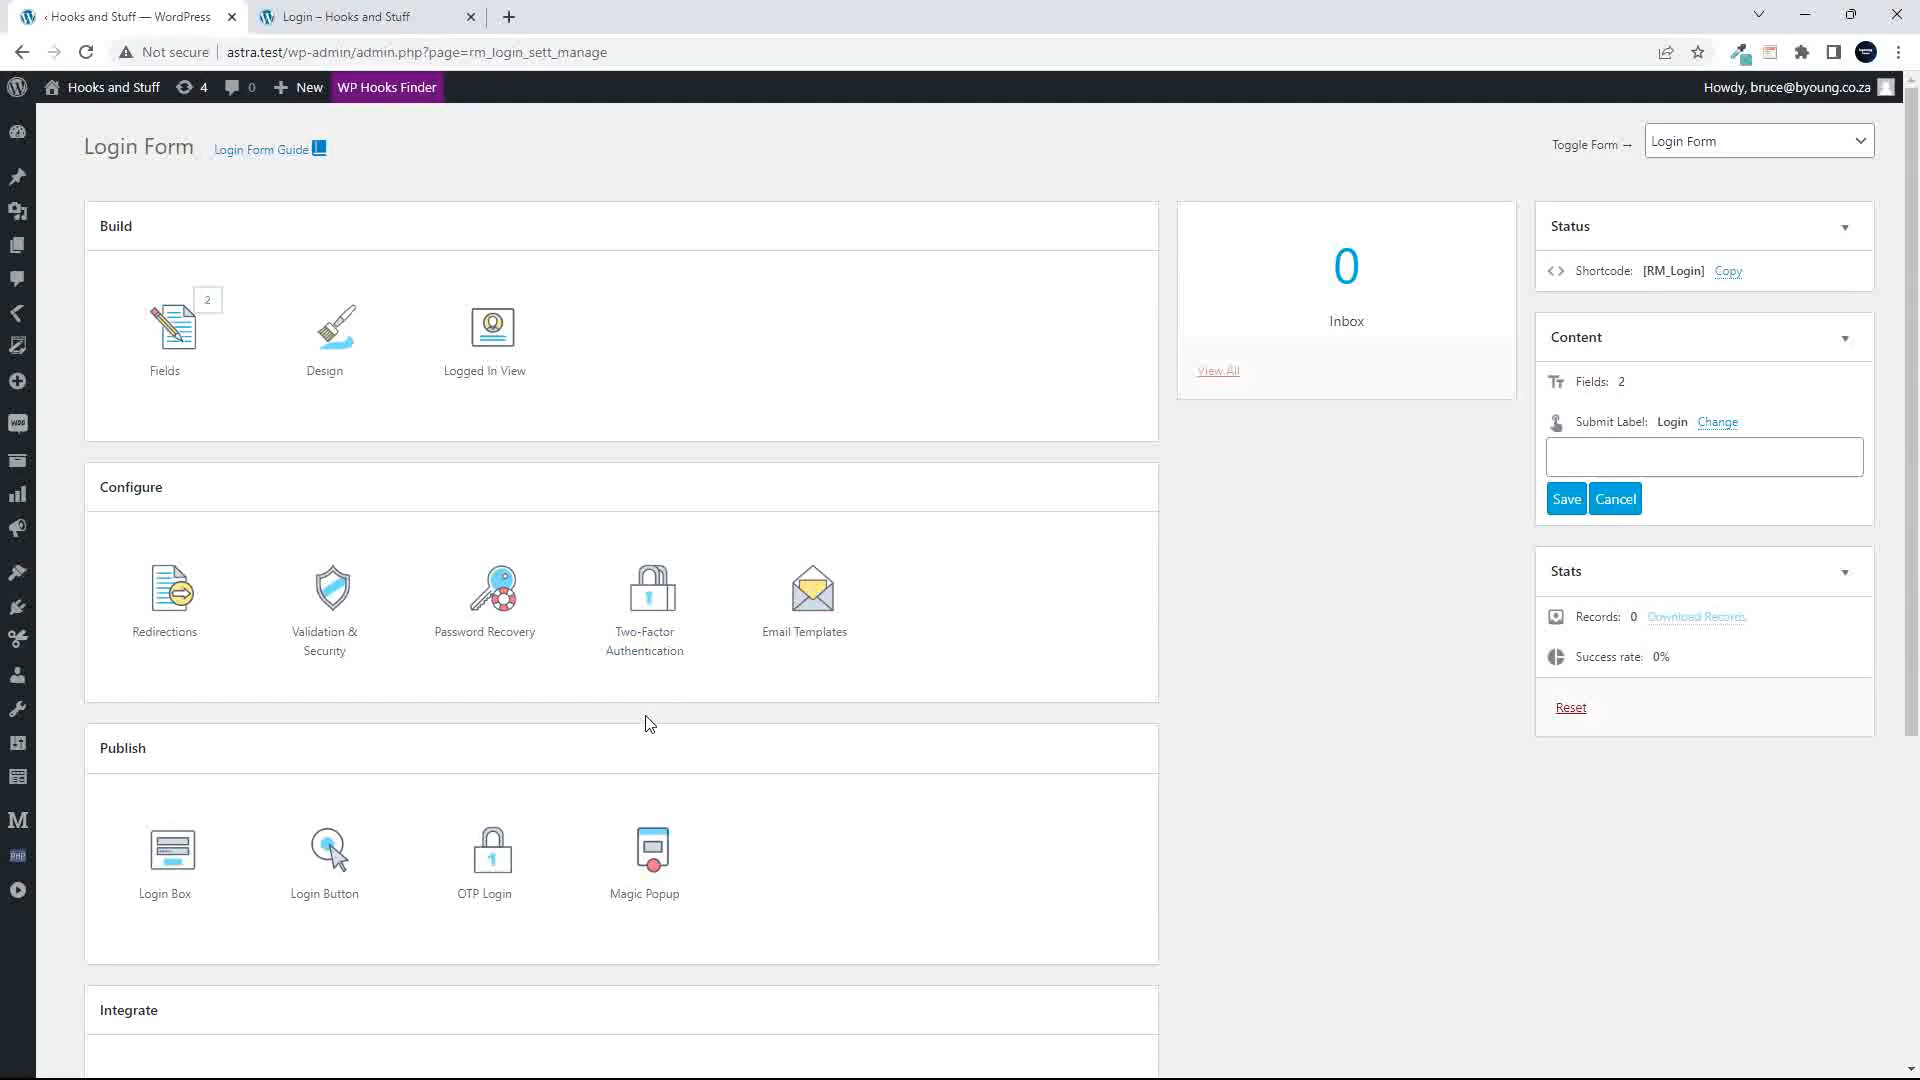 ‹ Hooks and Stuff — WordPress
Login – Hooks and Stuff
Not secure
astra.test/wp-admin/admin.php?page=rm_login_sett_manage
Hooks and Stuff
4
0
New
WP Hooks Finder
Howdy, bruce@byoung.co.za
Login Form
Login Form Guide
Toggle Form →
Login Form
Build
2
Fields
Design
Logged In View
0
Inbox
View All
Status
Shortcode: [RM_Login] Copy
Content
Fields: 2
Submit Label: Login Change
Save
Cancel
Configure
Redirections
Validation &
Security
Password Recovery
Two-Factor
Authentication
1
Email Templates
Stats
Records: 0 Download Records
Success rate: 0%
Reset
Publish
Login Box
Login Button
1
OTP Login
Magic Popup
Integrate
WOO
M
PHP